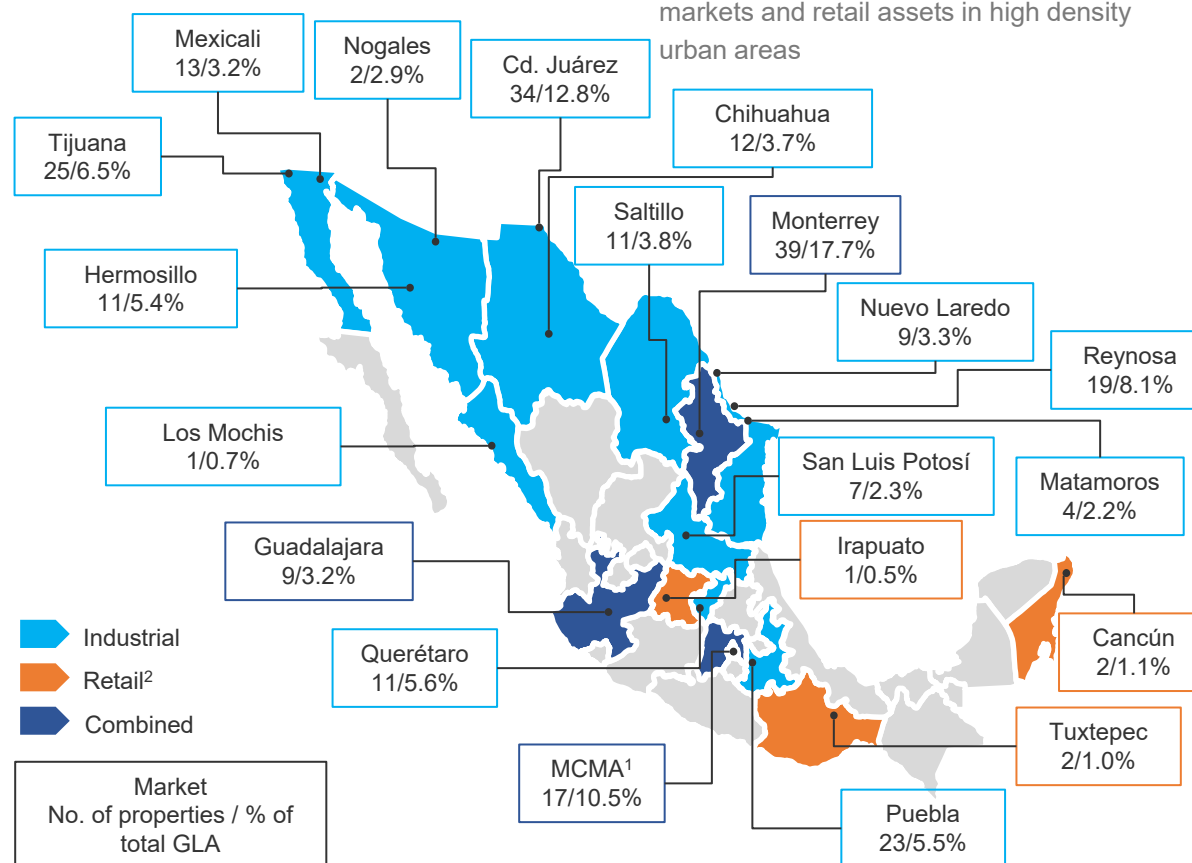 markets and retail assets in high density
urban areas
Mexicali
13/3.2%
Nogales
2/2.9%
Cd. Juárez
34/12.8%
Chihuahua
12/3.7%
Tijuana
25/6.5%
Saltillo
11/3.8%
Monterrey
39/17.7%
Hermosillo
11/5.4%
Nuevo Laredo
9/3.3%
Reynosa
19/8.1%
Los Mochis
1/0.7%
San Luis Potosí
7/2.3%
Matamoros
4/2.2%
Guadalajara
9/3.2%
Irapuato
1/0.5%
Industrial
Retail²
Combined
Querétaro
11/5.6%
Cancún
2/1.1%
Tuxtepec
2/1.0%
MCMA¹
17/10.5%
Puebla
23/5.5%
Market
No. of properties / % of
total GLA